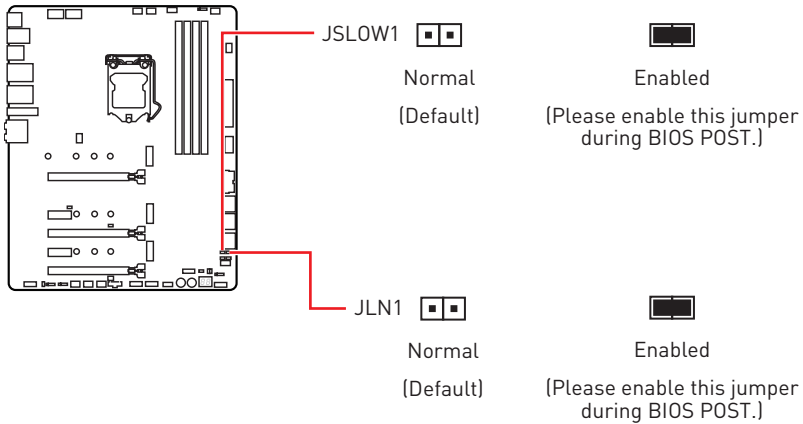 JSLOW1
Normal
(Default)
Enabled
(Please enable this jumper
during BIOS POST.)
JLN1
Normal
(Default)
Enabled
(Please enable this jumper
during BIOS POST.)